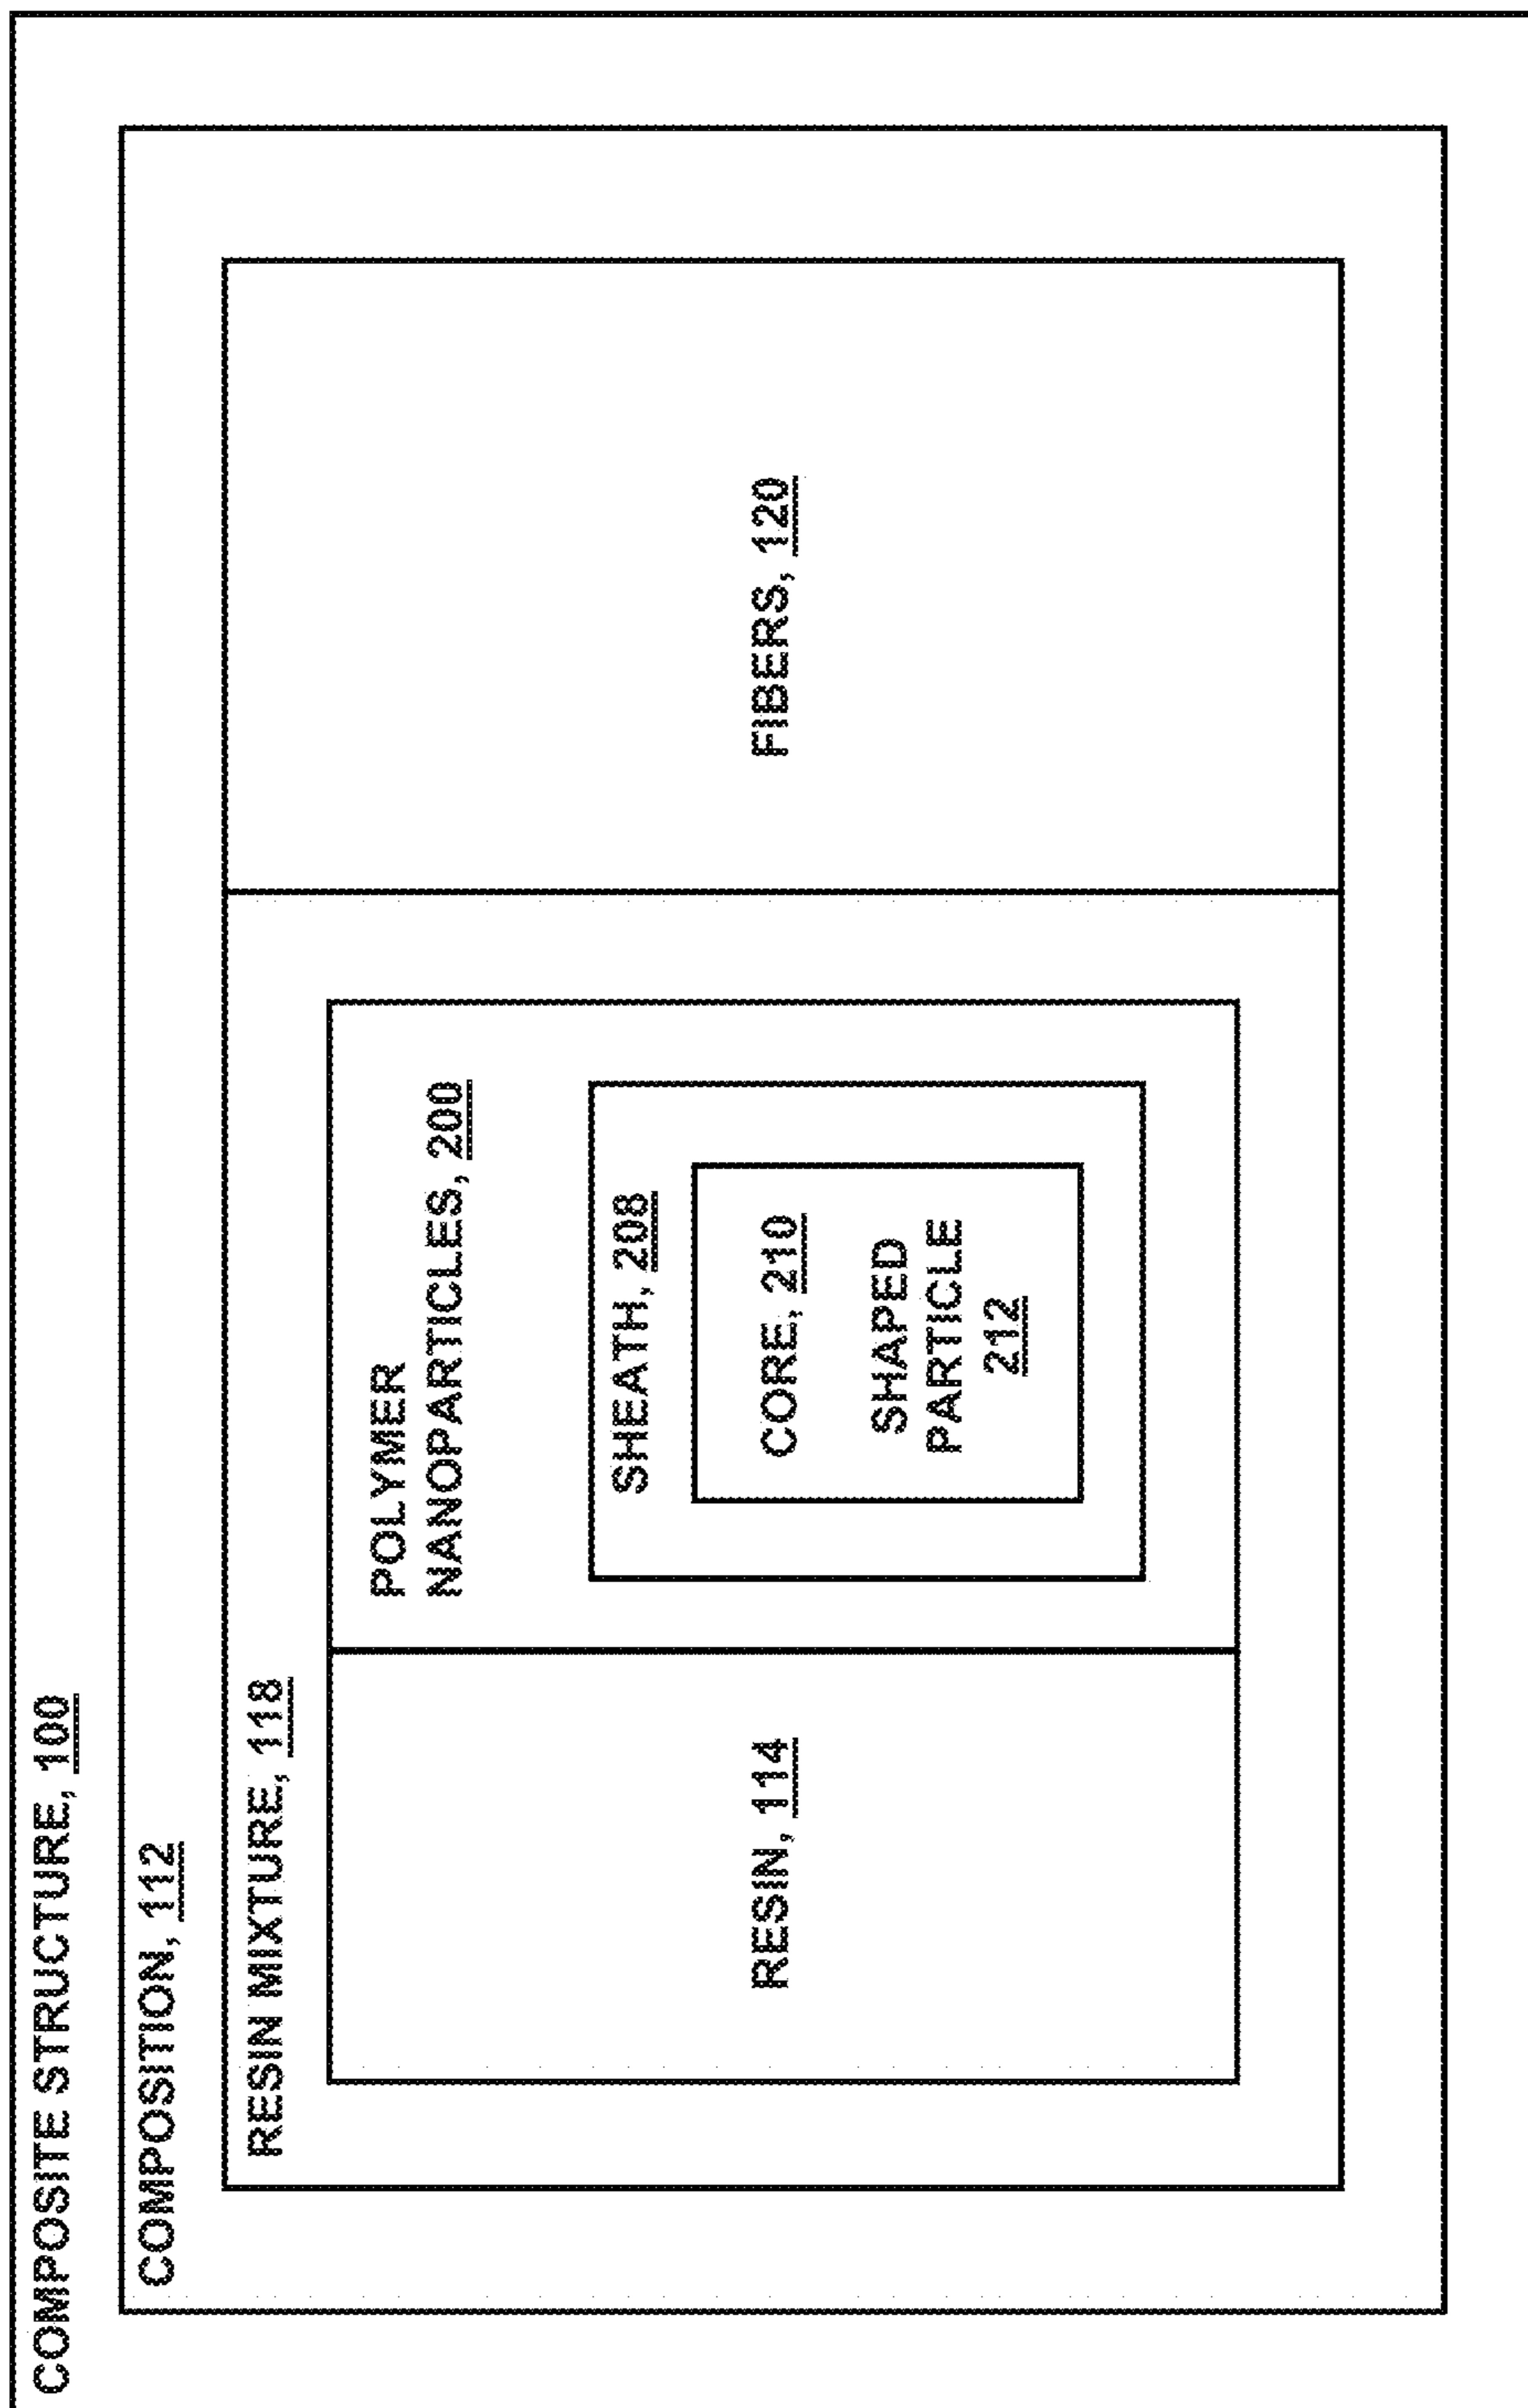 COMPOSITE STRUCTURE, 100
COMPOSITION, 112
RESIN MIXTURE, 118
RESIN, 114
POLYMER
NANOPARTICLES, 200
SHEATH, 208
CORE, 210
SHAPED
PARTICLE
212
FIBERS, 120